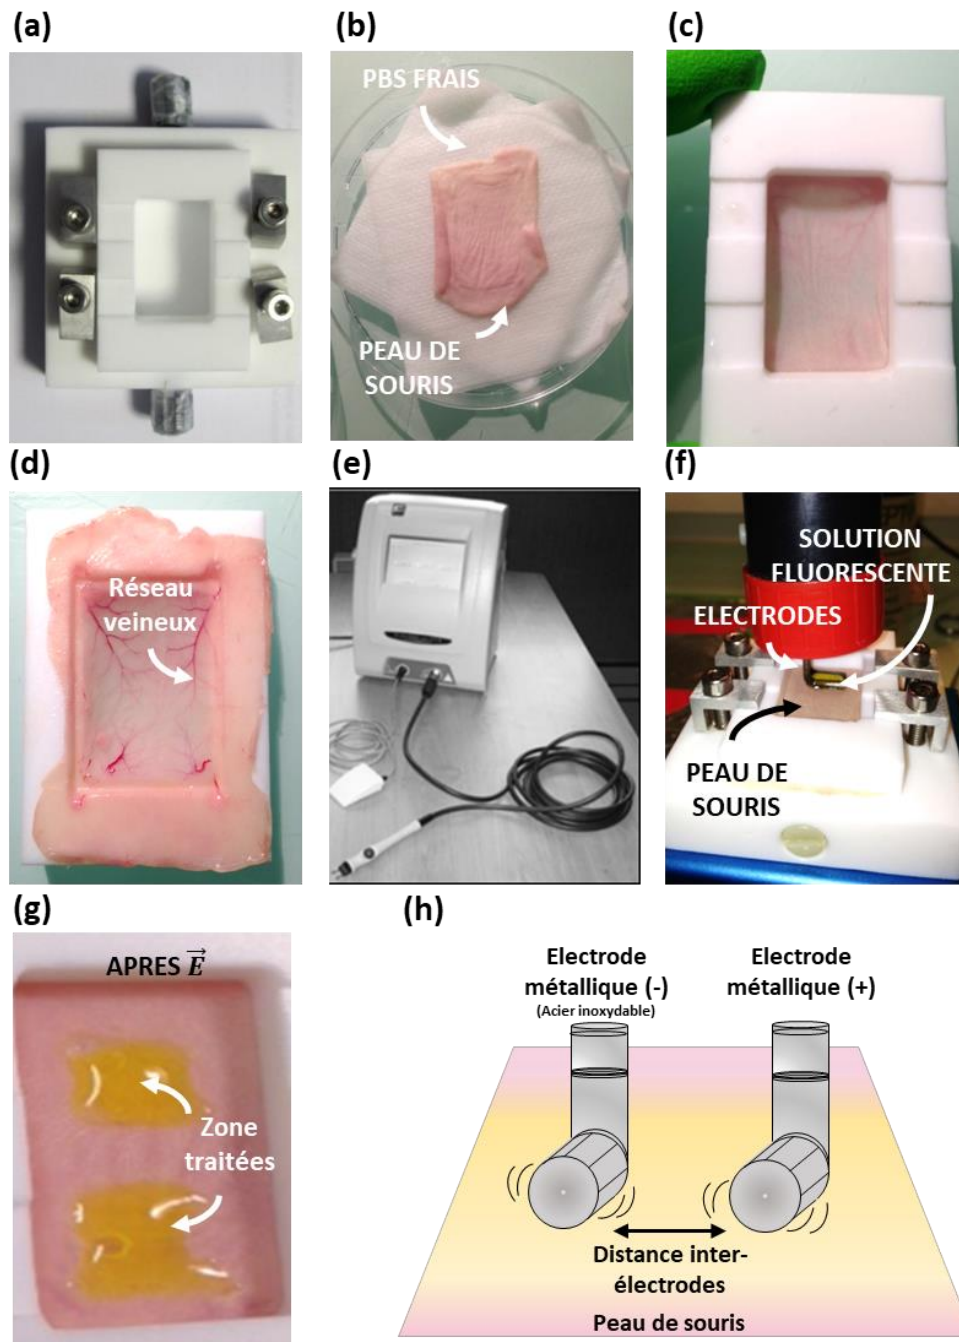 (a)
(b)
(c)
PBS FRAIS
PEAU DE
SOURIS
(d)
(e)
(f)
Réseau
veineux
SOLUTION
FLUORESCENTE
ELECTRODES
PEAU DE
SOURIS
(g)
(h)
APRES E
Zone
traitées
Electrode
métallique (-)
(Acier inoxydable)
Electrode
métallique (+)
Distance inter-
électrodes
Peau de souris